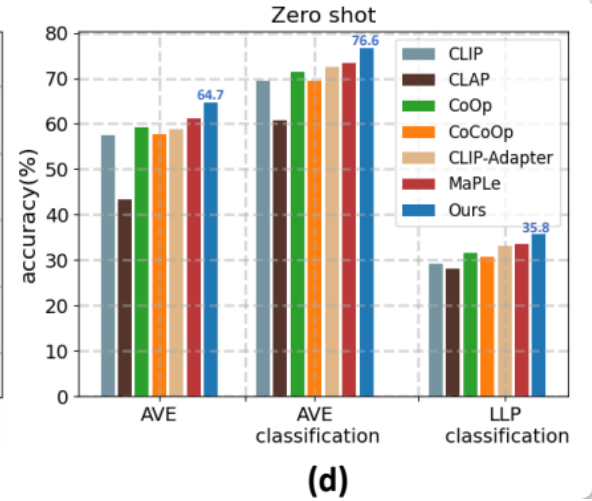 Zero shot
accuracy(%)
80
70
60
50
40
30
20
10
0
64.7
76.6
35.8
CLIP
CLAP
CoOp
CoCoOp
CLIP-Adapter
MaPLe
Ours
AVE
AVE
classification
LLP
classification
(d)